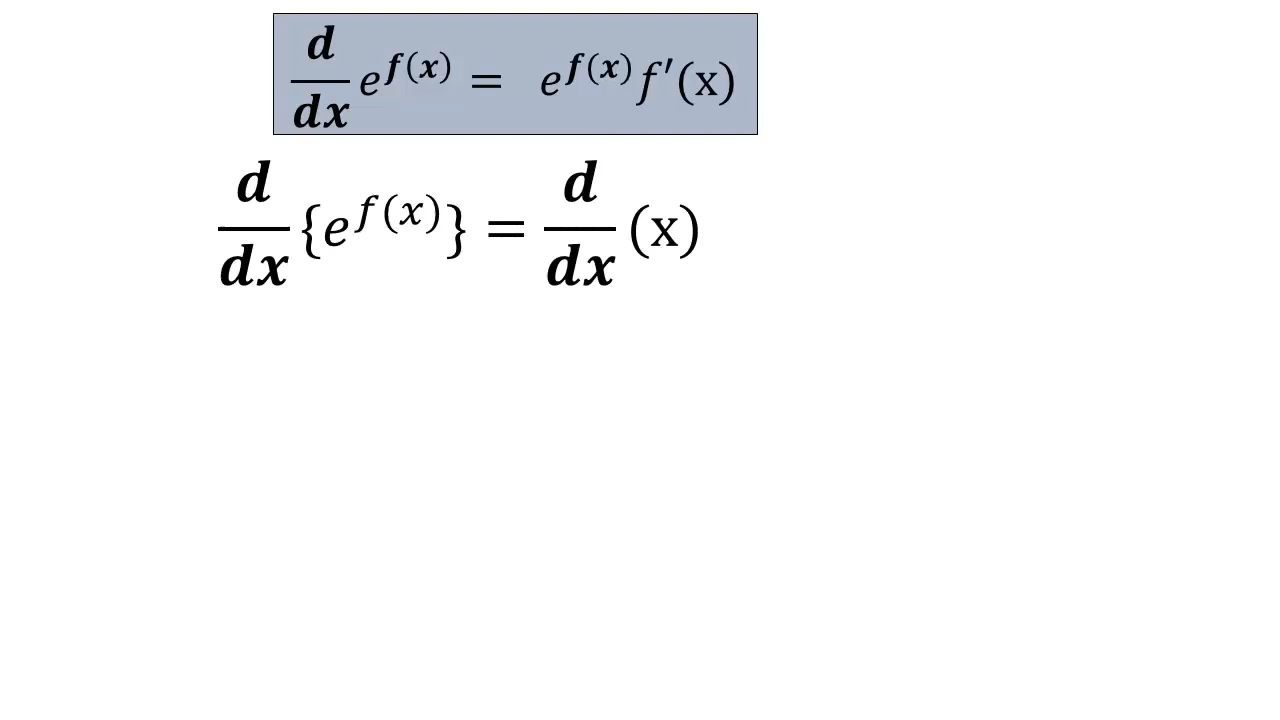 d/dx e^f(x) = e^f(x) f′(x)
d/dx {e^f(x)} = d/dx (x)